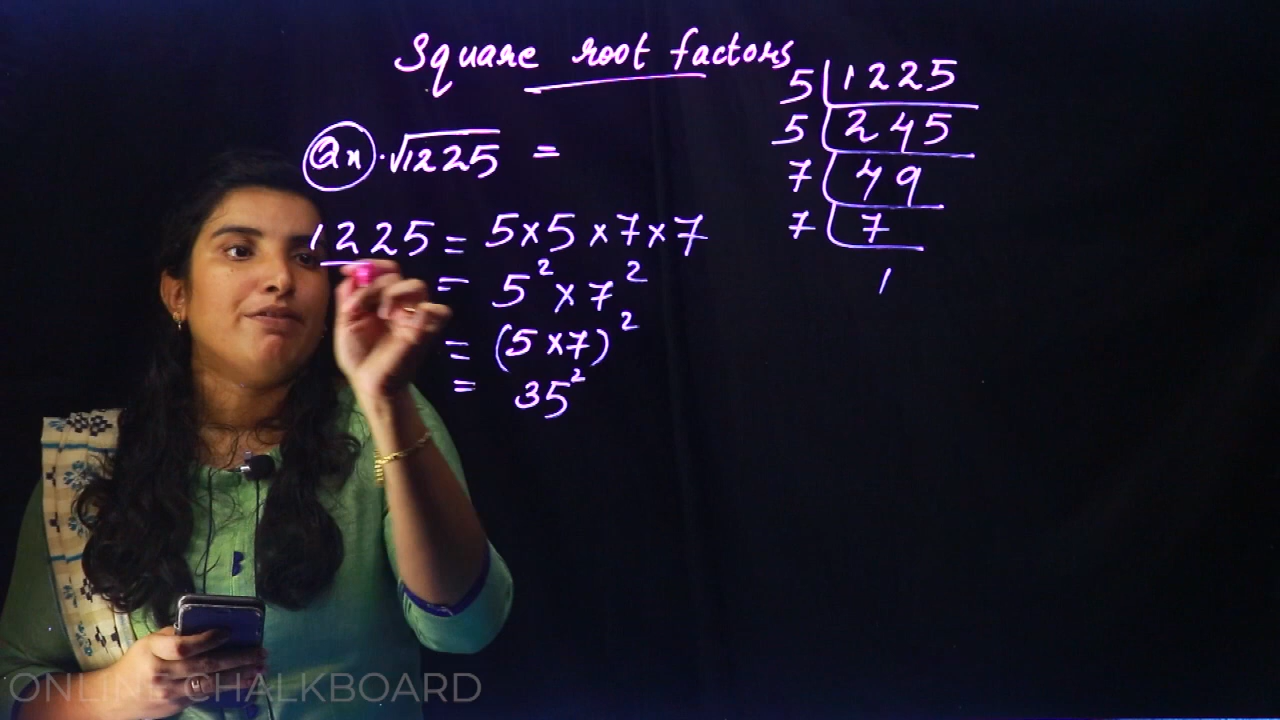 Square root factors
Qn. √1225 =
1225 = 5×5×7×7
= 5² × 7²
= (5×7)²
= 35²
5 | 1225
5 | 245
7 | 49
7 | 7
1
ONLINE CHALKBOARD